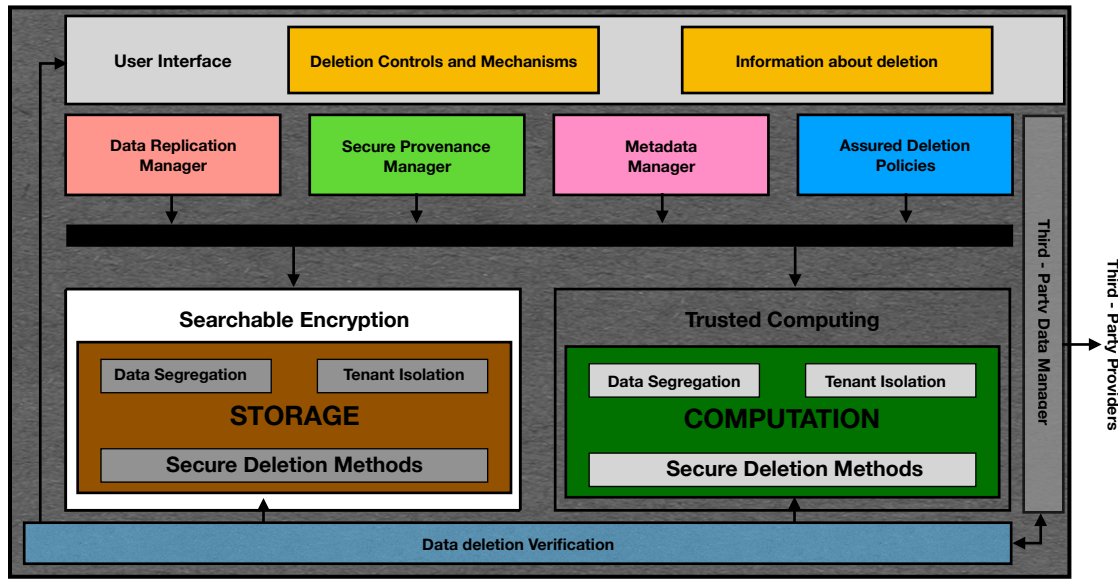 User Interface
Deletion Controls and Mechanisms
Information about deletion
Data Replication
Manager
Secure Provenance
Manager
Metadata
Manager
Assured Deletion
Policies
Third - Party Data Manager
Third - Party Providers
Searchable Encryption
Data Segregation
Tenant Isolation
STORAGE
Secure Deletion Methods
Trusted Computing
Data Segregation
Tenant Isolation
COMPUTATION
Secure Deletion Methods
Data deletion Verification